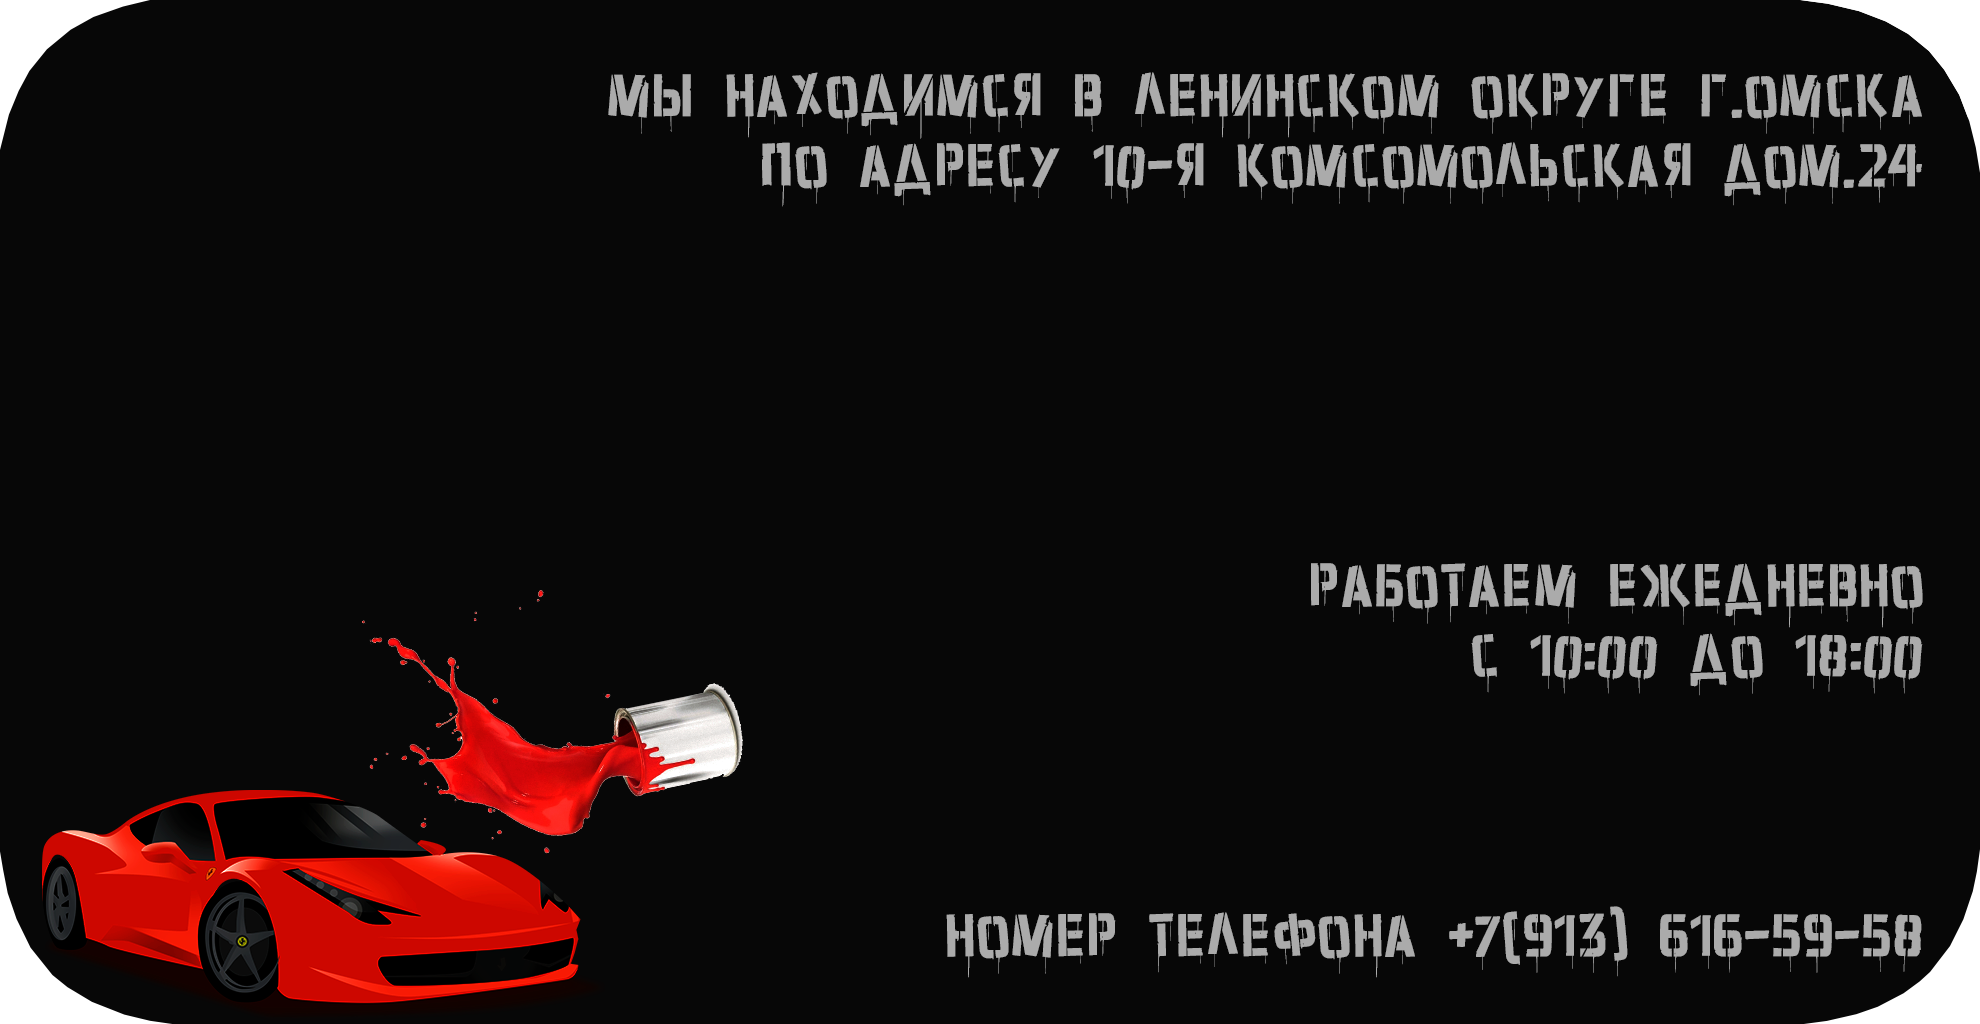 МЫ НАХОДИМСЯ В ЛЕНИНСКОМ ОКРУГЕ Г.ОМСКА
ПО АДРЕСУ 10-Я КОМСОМОЛЬСКАЯ ДОМ.24
РАБОТАЕМ ЕЖЕДНЕВНО
С 10:00 ДО 18:00
НОМЕР ТЕЛЕФОНА +7(913) 616-59-58